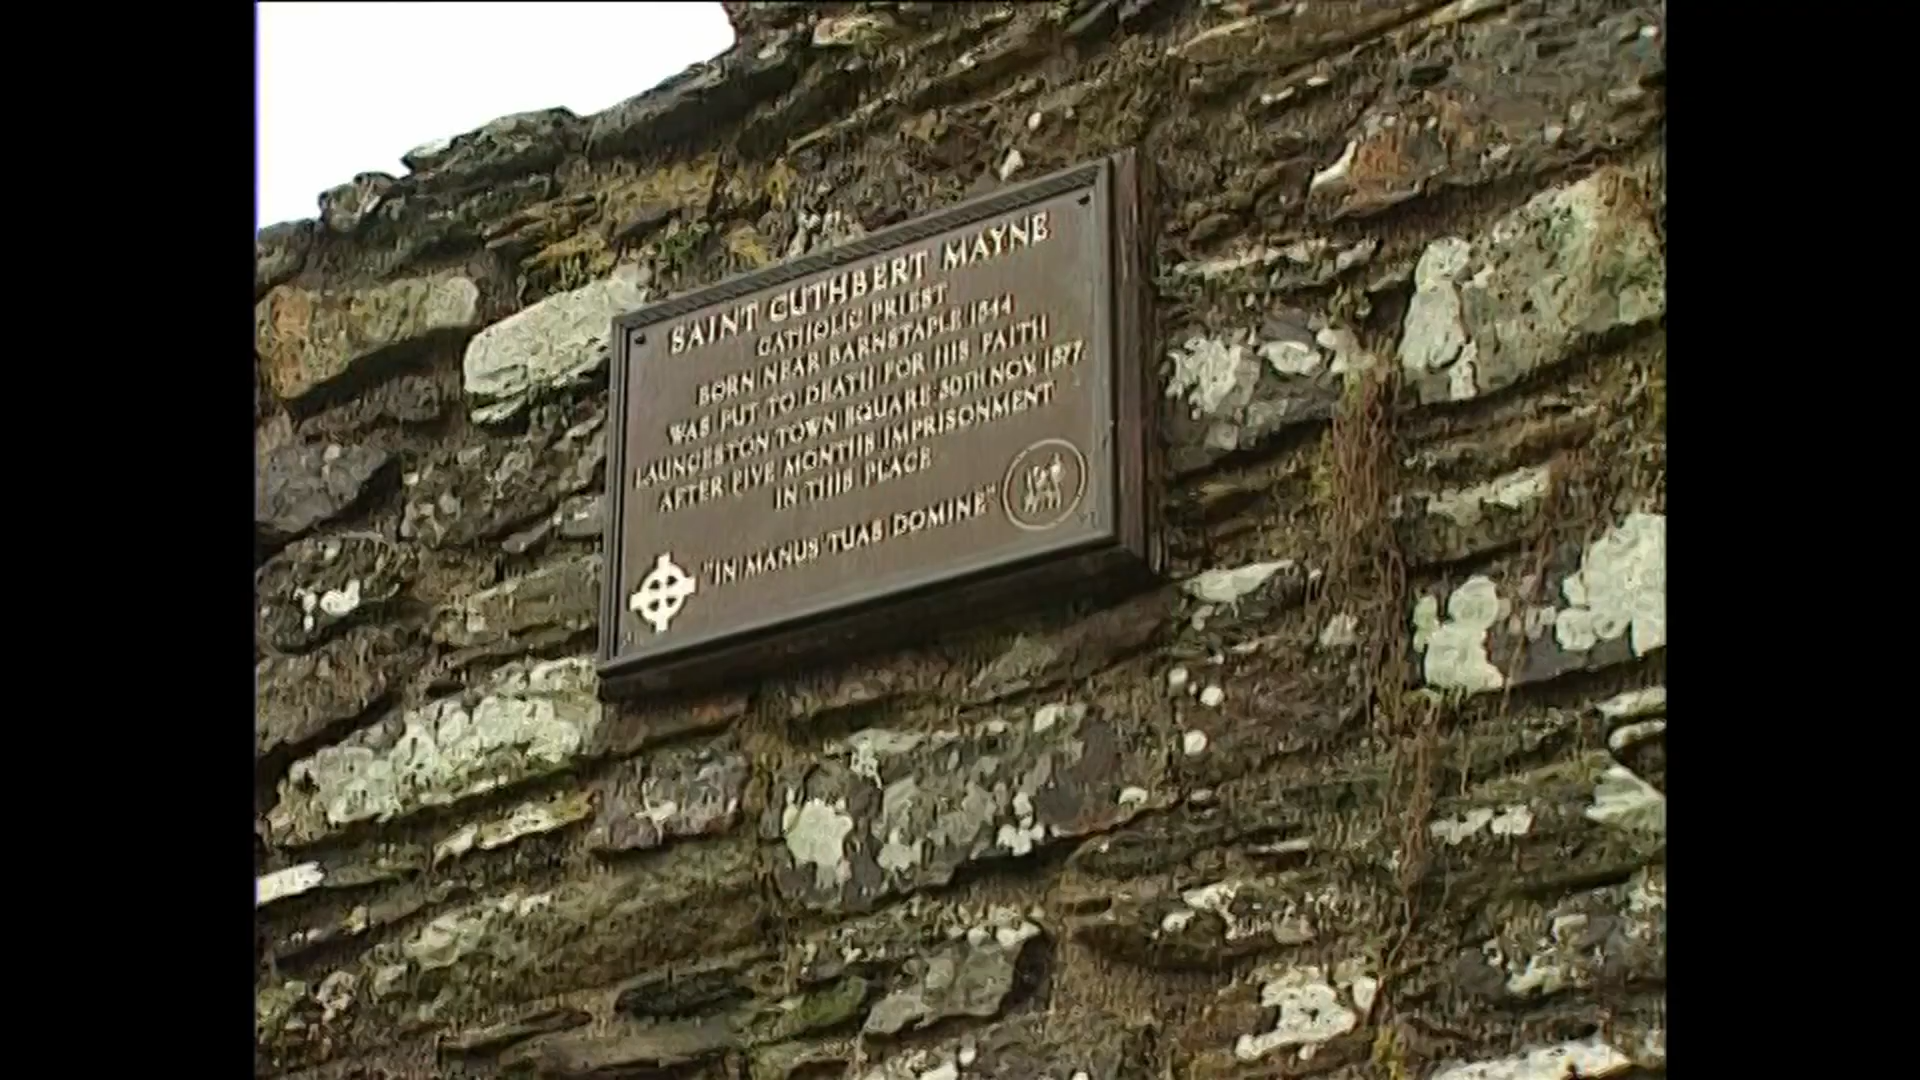 SAINT CUTHBERT MAYNE
CATHOLIC PRIEST
BORN NEAR BARNSTAPLE 1544
WAS PUT TO DEATH FOR HIS FAITH
LAUNCESTON TOWN SQUARE 30TH NOV. 1577
AFTER FIVE MONTHS IMPRISONMENT
IN THIS PLACE
"IN MANUS TUAS DOMINE"